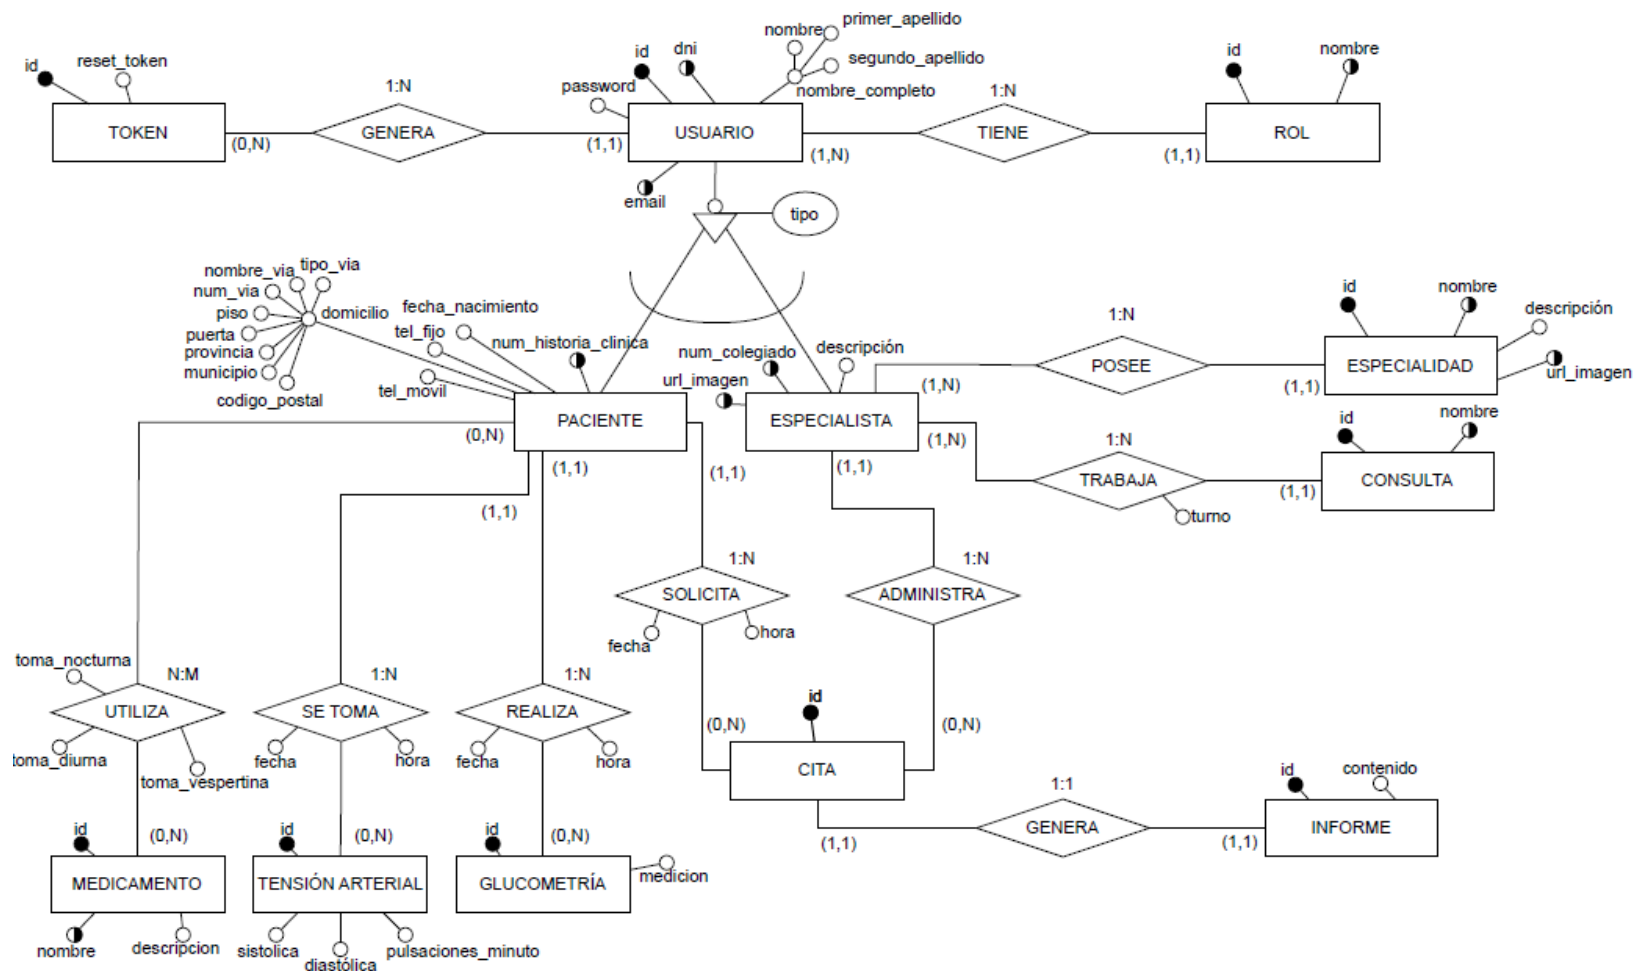 primer_apellido
nombre
dni
id
segundo_apellido
id
nombre
id
reset_token
1:N
password
nombre_completo
1:N
TOKEN
GENERA
USUARIO
TIENE
ROL
(0,N)
(1,1)
(1,N)
(1,1)
email
tipo
nombre_via
tipo_via
num_via
piso
domicilio
puerta
provincia
municipio
codigo_postal
fecha_nacimiento
tel_fijo
num_historia_clinica
tel_movil
num_colegiado
descripción
url_imagen
1:N
id
nombre
descripción
POSEE
ESPECIALIDAD
url_imagen
(1,N)
(1,1)
PACIENTE
ESPECIALISTA
(0,N)
(1,1)
(1,1)
(1,1)
(1,N)
1:N
id
nombre
TRABAJA
CONSULTA
(1,1)
turno
(1,1)
1:N
1:N
SOLICITA
ADMINISTRA
fecha
hora
toma_nocturna
N:M
1:N
1:N
UTILIZA
SE TOMA
REALIZA
toma_diurna
toma_vespertina
fecha
hora
fecha
hora
id
(0,N)
(0,N)
CITA
1:1
id
contenido
GENERA
INFORME
(1,1)
(1,1)
id
(0,N)
id
(0,N)
id
(0,N)
MEDICAMENTO
TENSIÓN ARTERIAL
GLUCOMETRÍA
medicion
nombre
descripcion
sistolica
diastólica
pulsaciones_minuto